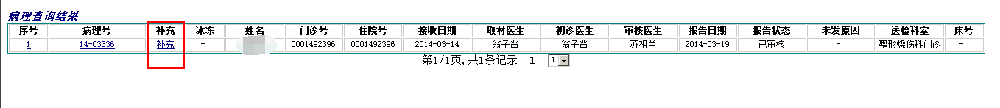 病理查询结果
序号 病理号 补充 冰冻 姓名 门诊号 住院号 接收日期 取材医生 初诊医生 审核医生 报告日期 报告状态 未发原因 送检科室 床号
1 14-03336 补充 - 0001492396 0001492396 2014-03-14 翁子晋 翁子晋 苏祖兰 2014-03-19 已审核 - 整形烧伤科门诊 -
第1/1页,共1条记录 1 1